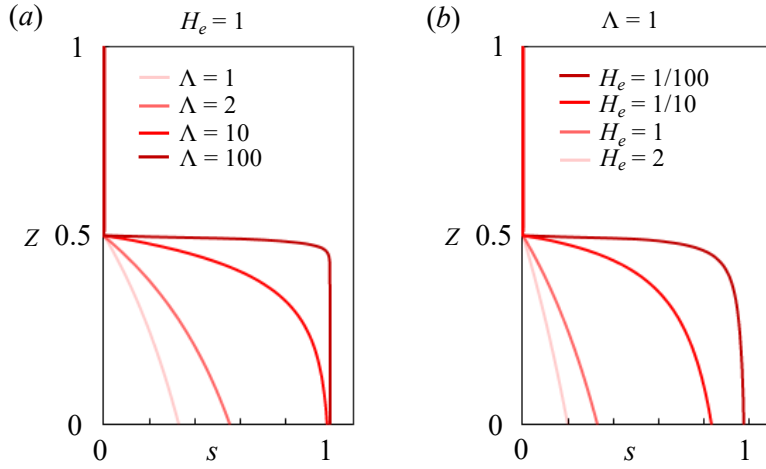 (a)
H_e = 1
1
Λ = 1
Λ = 2
Λ = 10
Λ = 100
Z
0.5
0
0
s
1
(b)
Λ = 1
1
H_e = 1/100
H_e = 1/10
H_e = 1
H_e = 2
Z
0.5
0
0
s
1